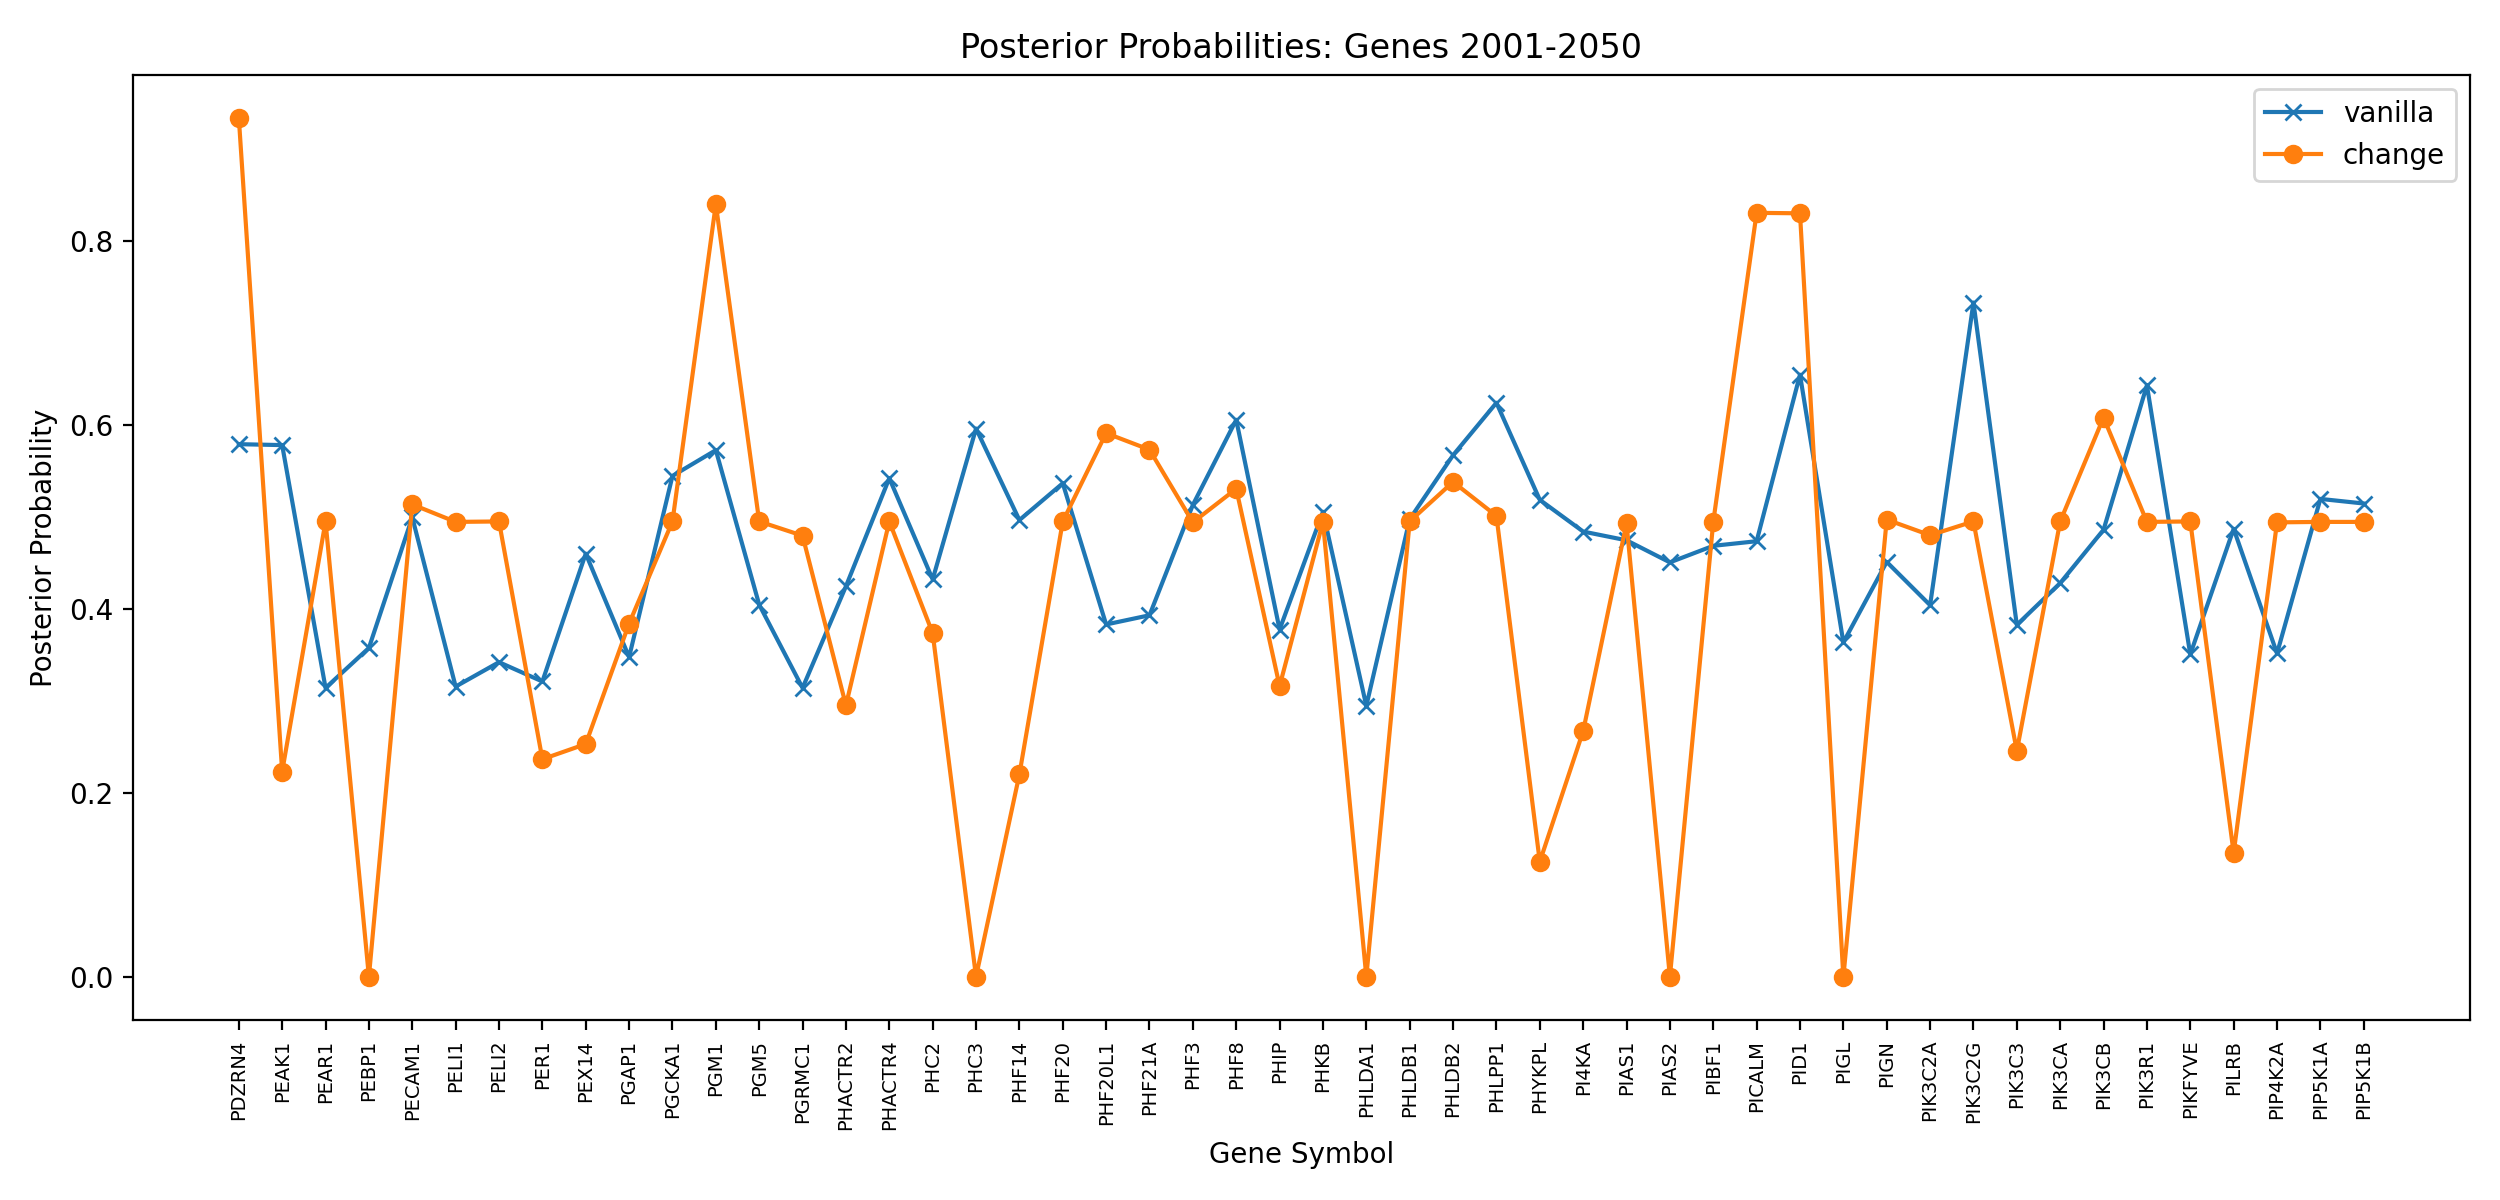 Posterior Probabilities: Genes 2001-2050
vanilla
change
Posterior Probability
0.8
0.6
0.4
0.2
0.0
PDZRN4
PEAK1
PEAR1
PEBP1
PECAM1
PELI1
PELI2
PER1
PEX14
PGAP1
PGCKA1
PGM1
PGM5
PGRMC1
PHACTR2
PHACTR4
PHC2
PHC3
PHF14
PHF20
PHF20L1
PHF21A
PHF3
PHF8
PHIP
PHKB
PHLDA1
PHLDB1
PHLDB2
PHLPP1
PHYKPL
PI4KA
PIAS1
PIAS2
PIBF1
PICALM
PID1
PIGL
PIGN
PIK3C2A
PIK3C2G
PIK3C3
PIK3CA
PIK3CB
PIK3R1
PIKFYVE
PILRB
PIP4K2A
PIP5K1A
PIP5K1B
Gene Symbol